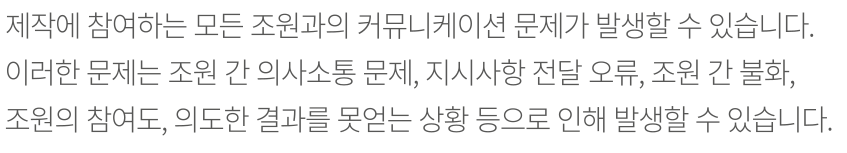 제작에 참여하는 모든 조원과의 커뮤니케이션 문제가 발생할 수 있습니다.
이러한 문제는 조원 간 의사소통 문제, 지시사항 전달 오류, 조원 간 불화,
조원의 참여도, 의도한 결과를 못얻는 상황 등으로 인해 발생할 수 있습니다.